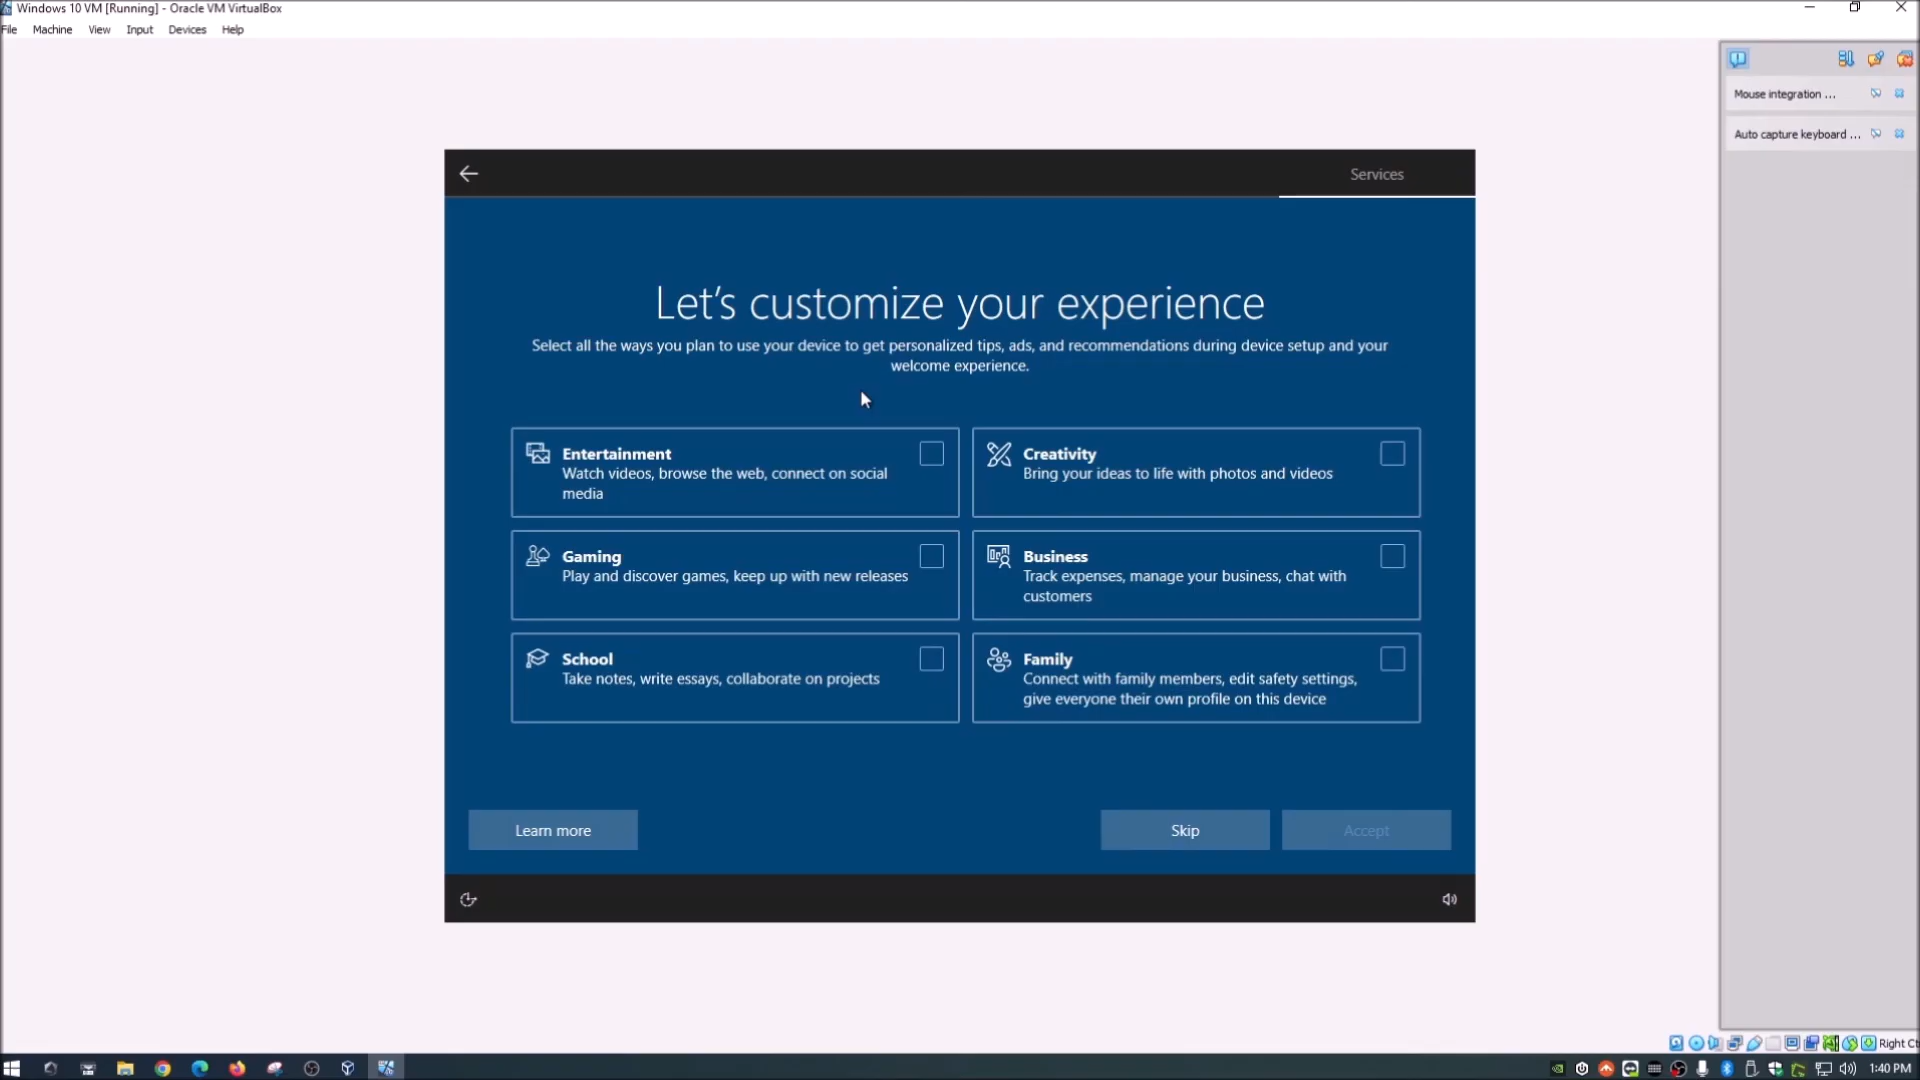 Windows 10 VM [Running] - Oracle VM VirtualBox
File Machine View Input Devices Help
Mouse integration ...
Auto capture keyboard ...
Services
Let's customize your experience
Select all the ways you plan to use your device to get personalized tips, ads, and recommendations during device setup and your
welcome experience.
Entertainment
Watch videos, browse the web, connect on social
media
Creativity
Bring your ideas to life with photos and videos
Gaming
Play and discover games, keep up with new releases
Business
Track expenses, manage your business, chat with
customers
School
Take notes, write essays, collaborate on projects
Family
Connect with family members, edit safety settings,
give everyone their own profile on this device
Learn more
Skip
Accept
Right Ct
1:40 PM